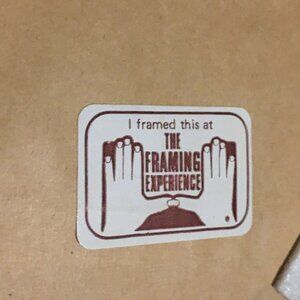 I framed this at
THE
FRAMING
EXPERIENCE